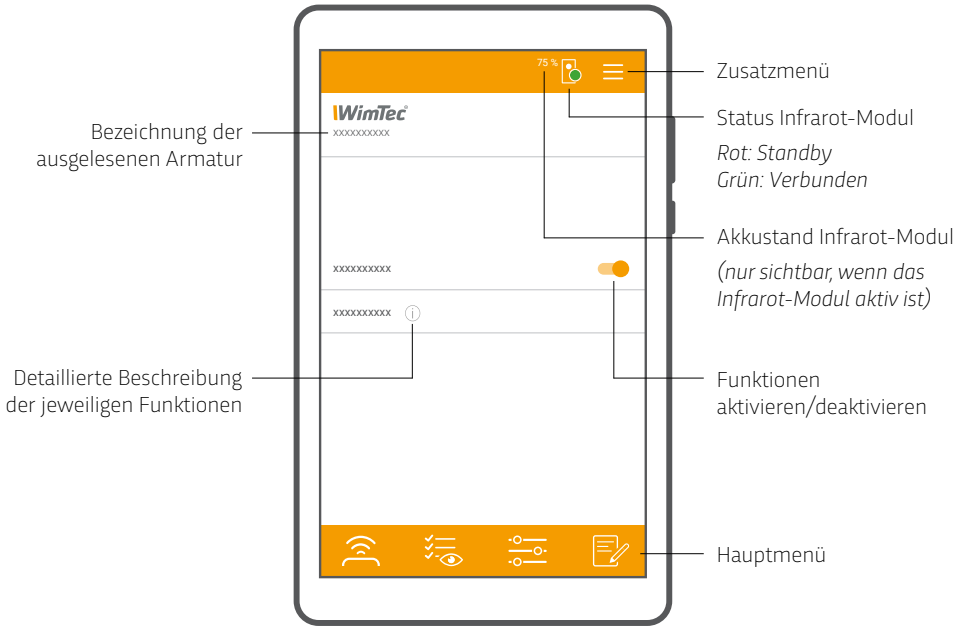 75 %
WimTec
xxxxxxxxxx
Bezeichnung der
ausgelesenen Armatur
xxxxxxxxxx
xxxxxxxxxx i
Detaillierte Beschreibung
der jeweiligen Funktionen
Zusatzmenü
Status Infrarot-Modul
Rot: Standby
Grün: Verbunden
Akkustand Infrarot-Modul
(nur sichtbar, wenn das
Infrarot-Modul aktiv ist)
Funktionen
aktivieren/deaktivieren
Hauptmenü